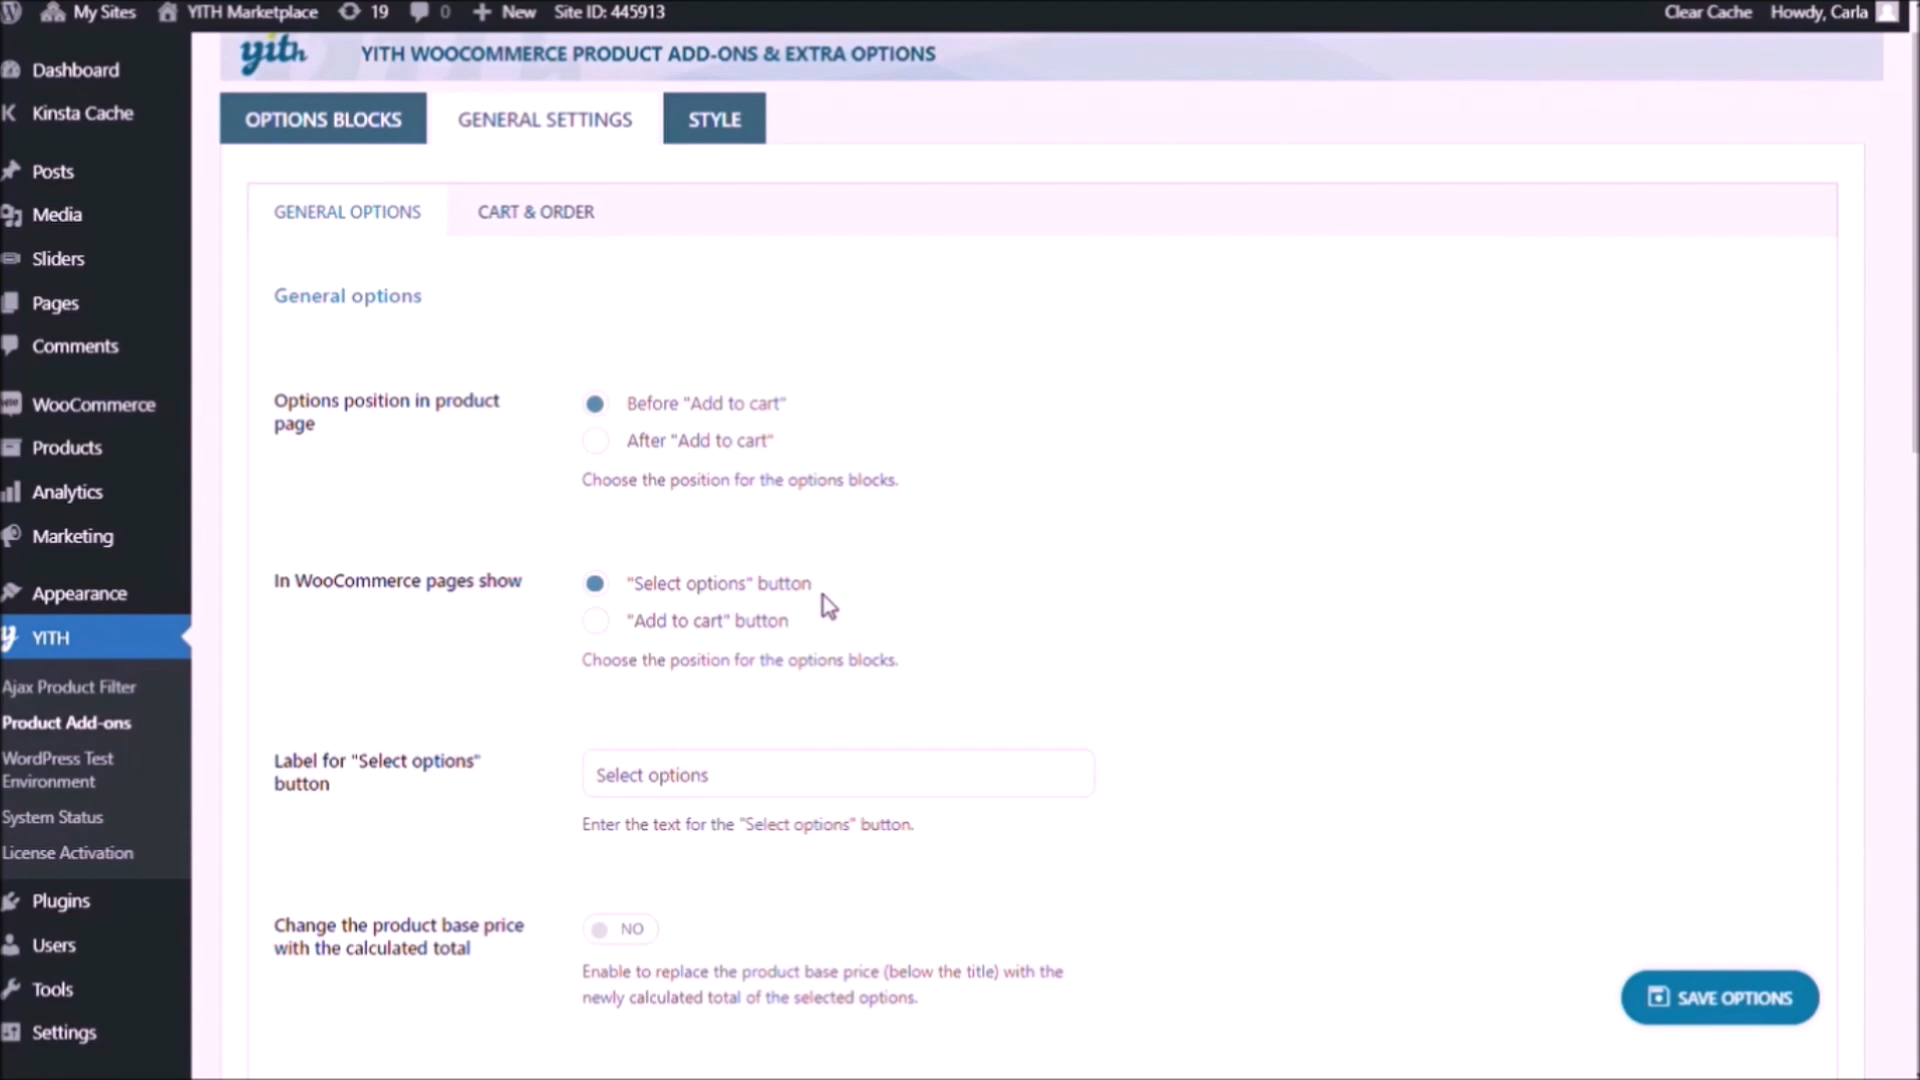 My Sites
YITH Marketplace
19
0
New
Site ID: 445913
Clear Cache
Howdy, Carla
Dashboard
Kinsta Cache
Posts
Media
Sliders
Pages
Comments
WooCommerce
Products
Analytics
Marketing
Appearance
YITH
Ajax Product Filter
Product Add-ons
WordPress Test
Environment
System Status
License Activation
Plugins
Users
Tools
Settings
yith
YITH WOOCOMMERCE PRODUCT ADD-ONS & EXTRA OPTIONS
OPTIONS BLOCKS
GENERAL SETTINGS
STYLE
GENERAL OPTIONS
CART & ORDER
General options
Options position in product
page
Before "Add to cart"
After "Add to cart"
Choose the position for the options blocks.
In WooCommerce pages show
"Select options" button
"Add to cart" button
Choose the position for the options blocks.
Label for "Select options"
button
Select options
Enter the text for the "Select options" button.
Change the product base price
with the calculated total
NO
Enable to replace the product base price (below the title) with the
newly calculated total of the selected options.
SAVE OPTIONS